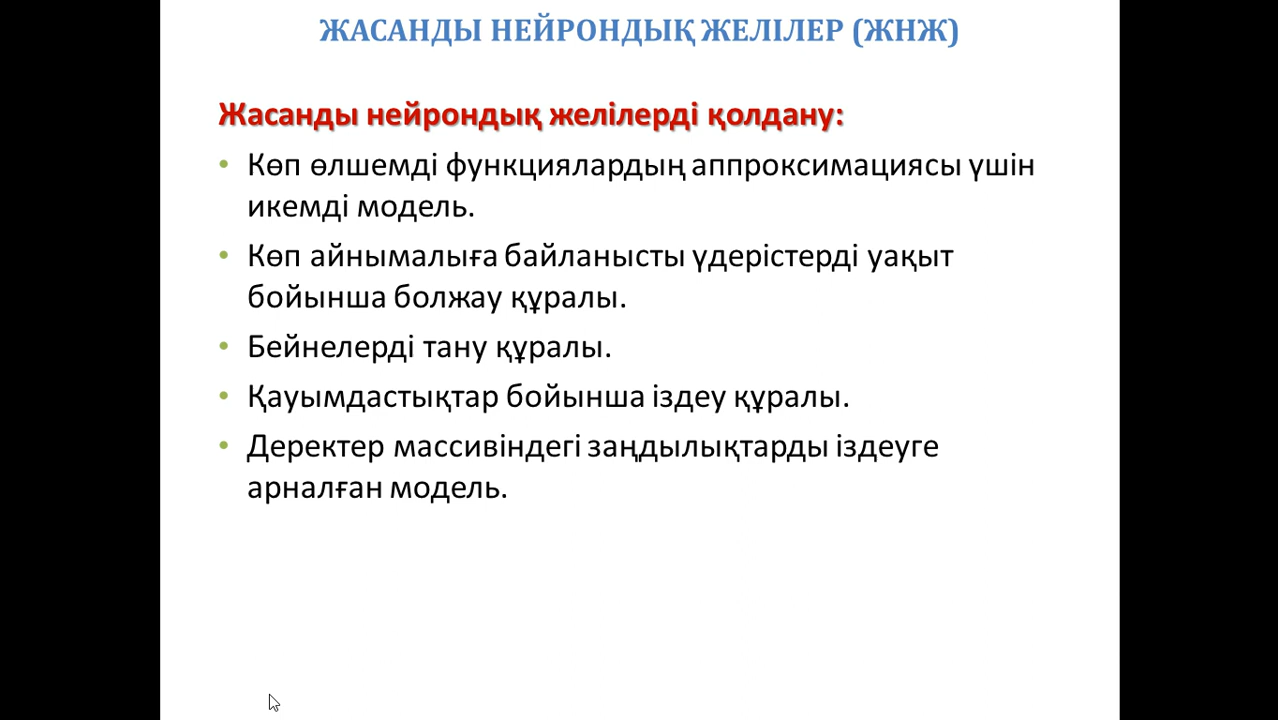 ЖАСАНДЫ НЕЙРОНДЫҚ ЖЕЛІЛЕР (ЖНЖ)
Жасанды нейрондық желілерді қолдану:
• Көп өлшемді функциялардың аппроксимациясы үшін
икемді модель.
• Көп айнымалыға байланысты үдерістерді уақыт
бойынша болжау құралы.
• Бейнелерді тану құралы.
• Қауымдастықтар бойынша іздеу құралы.
• Деректер массивіндегі заңдылықтарды іздеуге
арналған модель.